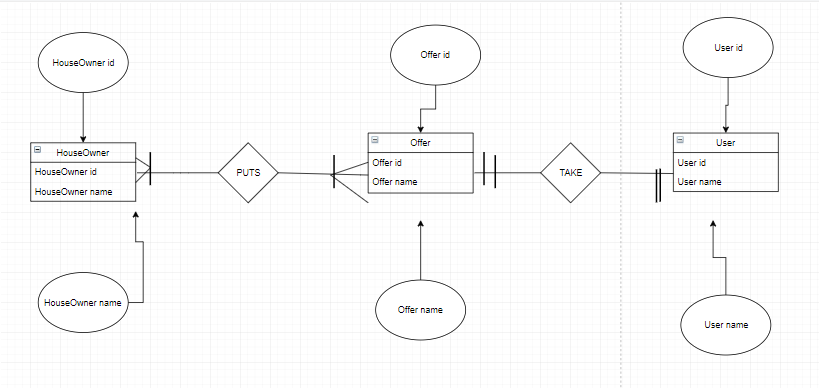 HouseOwner id
Offer id
User id
HouseOwner
HouseOwner id
HouseOwner name
PUTS
Offer
Offer id
Offer name
TAKE
User
User id
User name
HouseOwner name
Offer name
User name